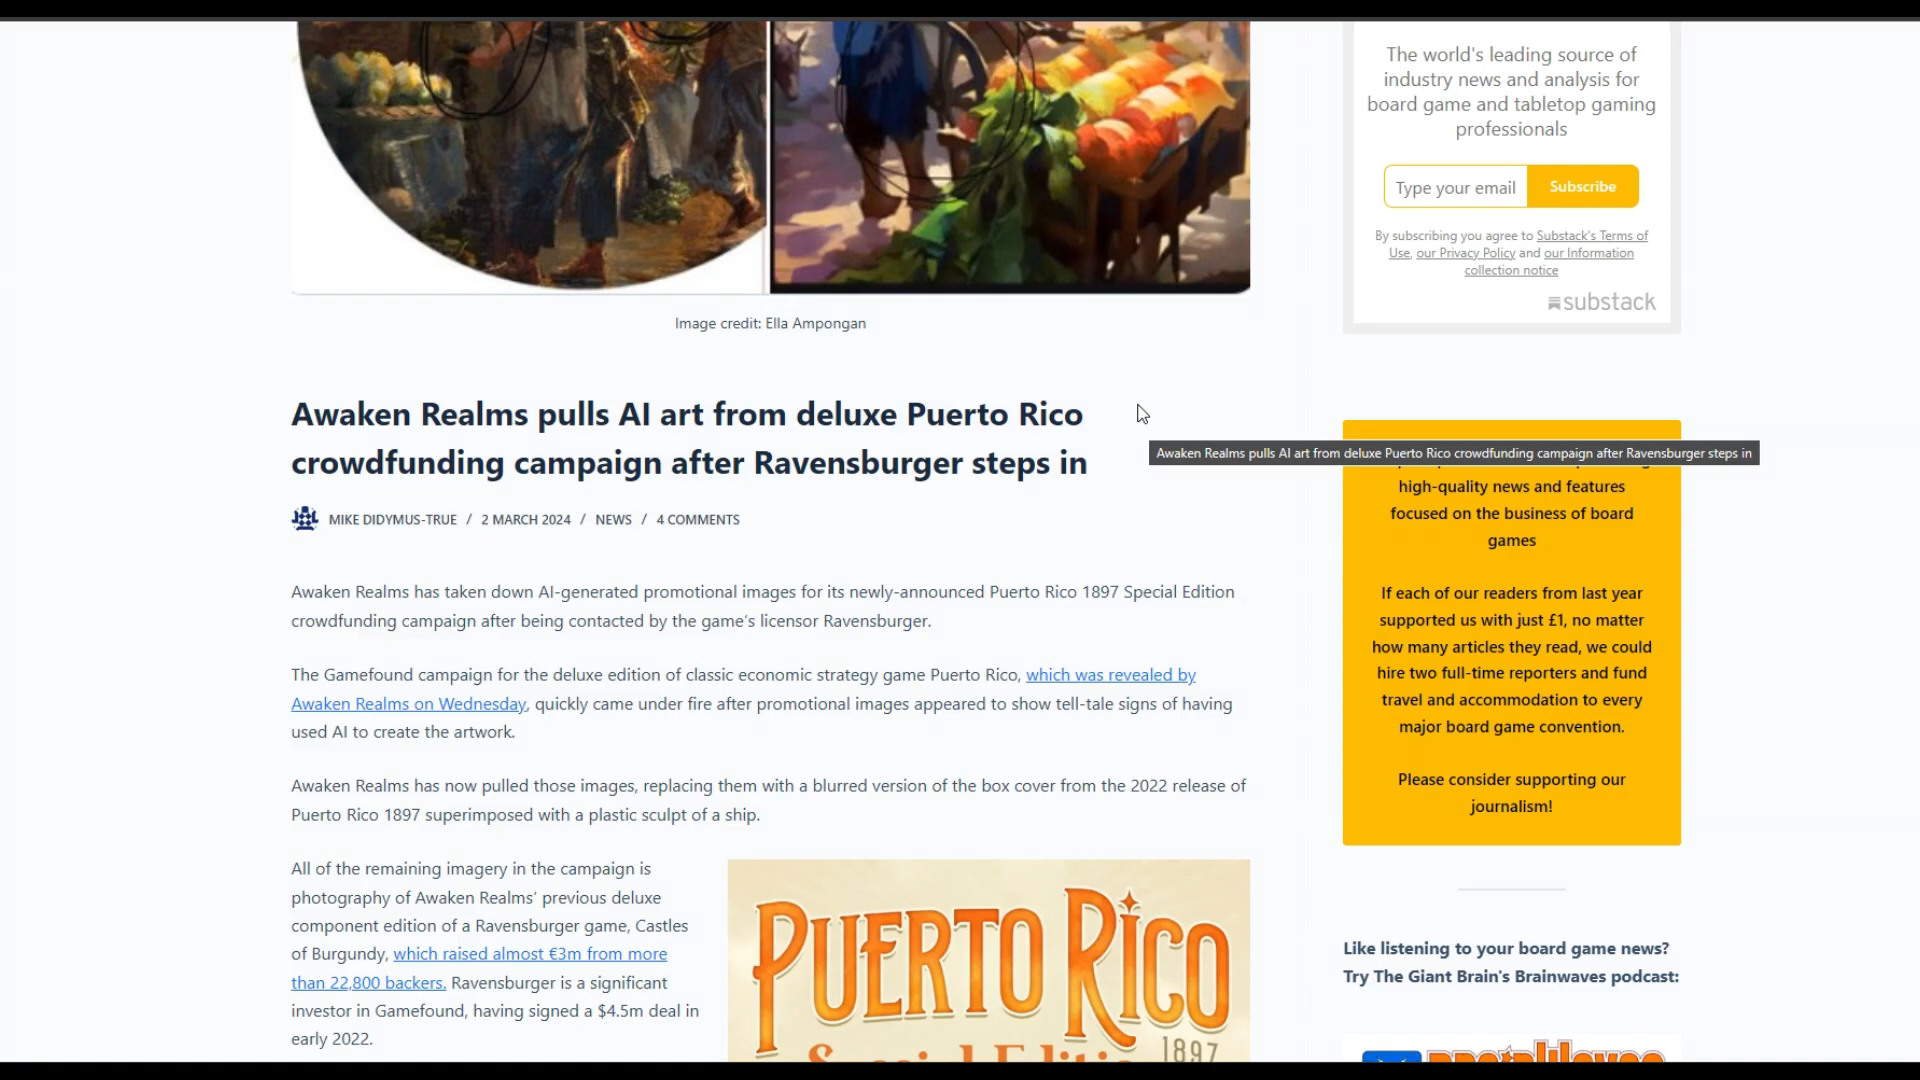 Image credit: Ella Ampongan
Awaken Realms pulls AI art from deluxe Puerto Rico
crowdfunding campaign after Ravensburger steps in
MIKE DIDYMUS-TRUE / 2 MARCH 2024 / NEWS / 4 COMMENTS
Awaken Realms has taken down AI-generated promotional images for its newly-announced Puerto Rico 1897 Special Edition
crowdfunding campaign after being contacted by the game’s licensor Ravensburger.
The Gamefound campaign for the deluxe edition of classic economic strategy game Puerto Rico, which was revealed by
Awaken Realms on Wednesday, quickly came under fire after promotional images appeared to show tell-tale signs of having
used AI to create the artwork.
Awaken Realms has now pulled those images, replacing them with a blurred version of the box cover from the 2022 release of
Puerto Rico 1897 superimposed with a plastic sculpt of a ship.
All of the remaining imagery in the campaign is
photography of Awaken Realms’ previous deluxe
component edition of a Ravensburger game, Castles
of Burgundy, which raised almost €3m from more
than 22,800 backers. Ravensburger is a significant
investor in Gamefound, having signed a $4.5m deal in
early 2022.
PUERTO RICO
1897
Special Editio
The world's leading source of
industry news and analysis for
board game and tabletop gaming
professionals
Type your email
Subscribe
By subscribing you agree to Substack's Terms of
Use, our Privacy Policy and our Information
collection notice
substack
Awaken Realms pulls AI art from deluxe Puerto Rico crowdfunding campaign after Ravensburger steps in
high-quality news and features
focused on the business of board
games
If each of our readers from last year
supported us with just £1, no matter
how many articles they read, we could
hire two full-time reporters and fund
travel and accommodation to every
major board game convention.
Please consider supporting our
journalism!
Like listening to your board game news?
Try The Giant Brain's Brainwaves podcast: